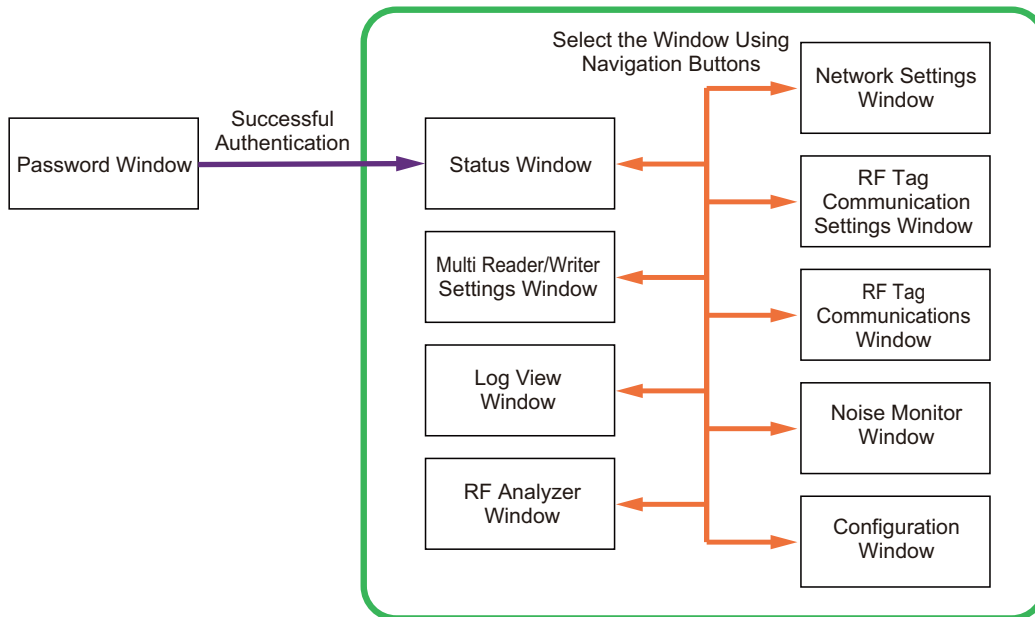 Select the Window Using
Navigation Buttons
Successful
Authentication
Password Window
Status Window
Multi Reader/Writer
Settings Window
Log View
Window
RF Analyzer
Window
Network Settings
Window
RF Tag
Communication
Settings Window
RF Tag
Communications
Window
Noise Monitor
Window
Configuration
Window